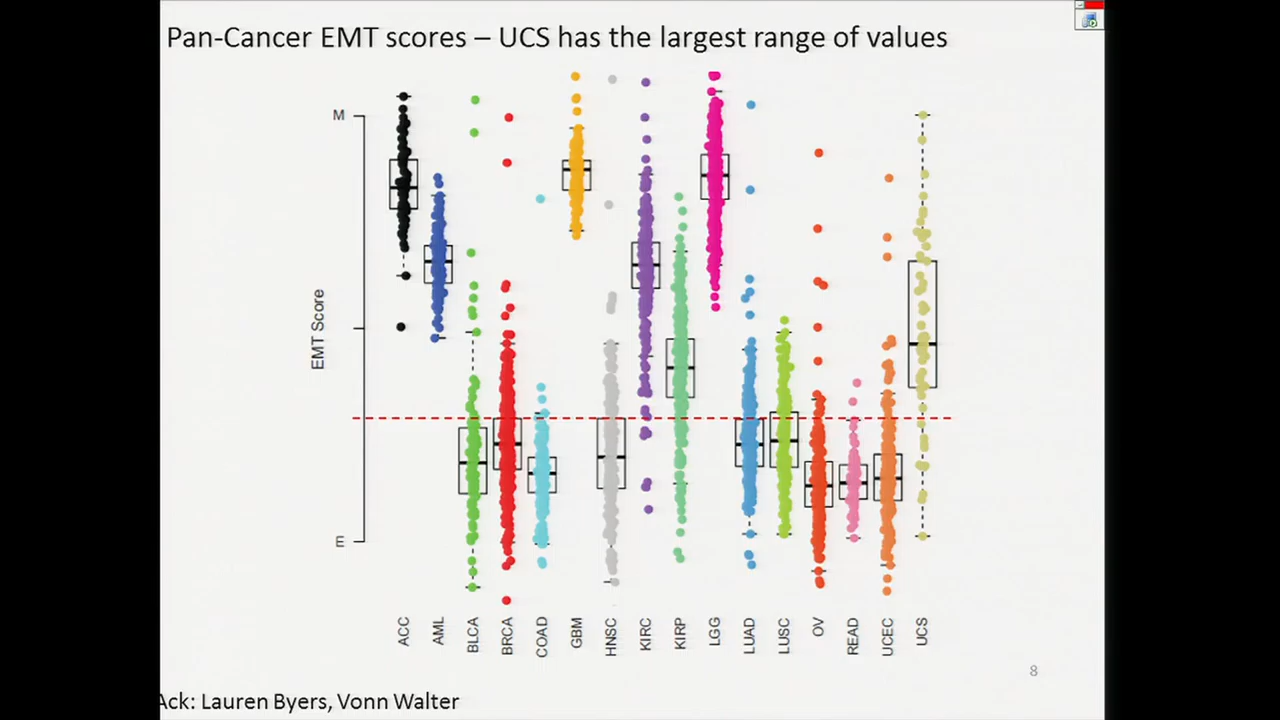 Pan-Cancer EMT scores – UCS has the largest range of values
M
EMT Score
E
ACC AML BLCA BRCA COAD GBM HNSC KIRC KIRP LGG LUAD LUSC OV READ UCEC UCS
8
Ack: Lauren Byers, Vonn Walter